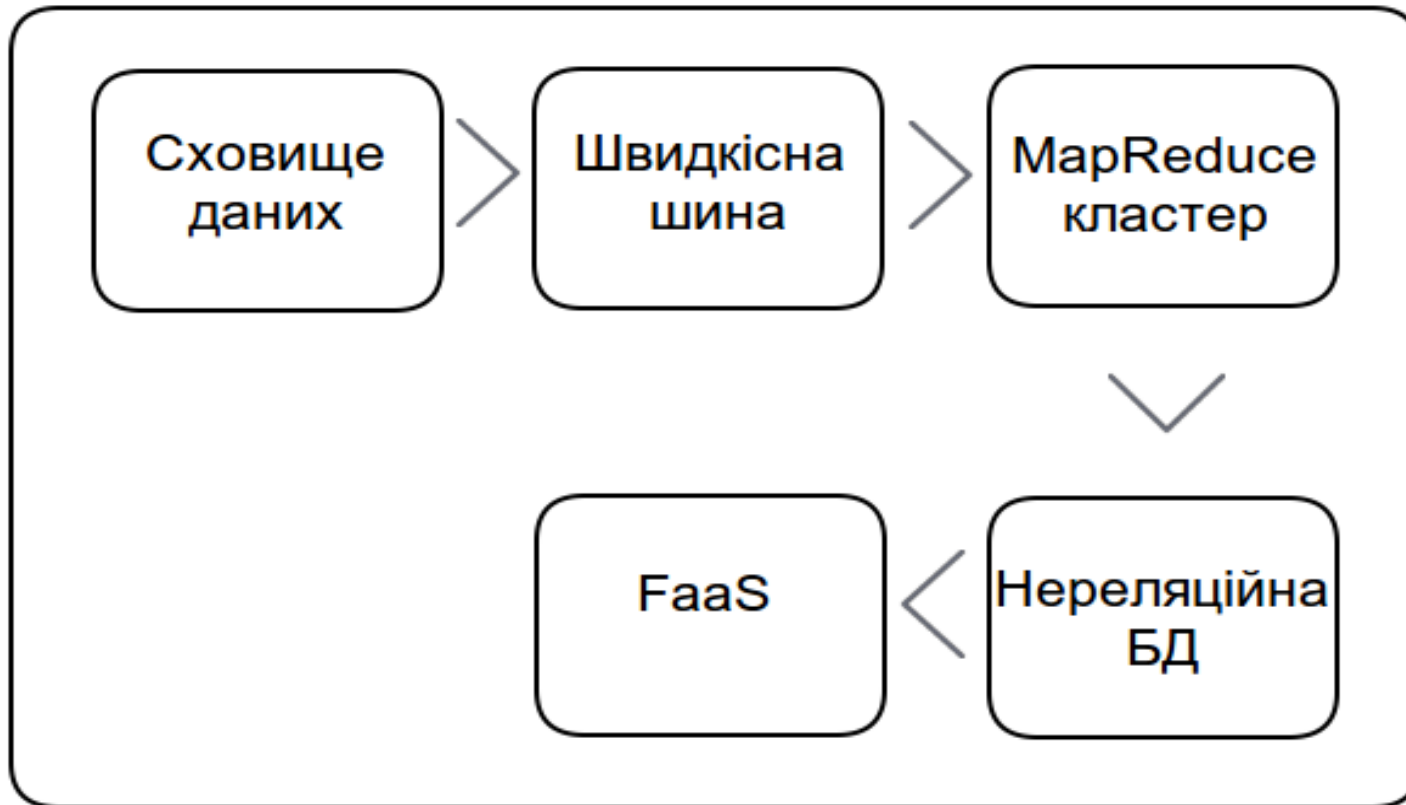 Сховище
даних
Швидкісна
шина
MapReduce
кластер
FaaS
Нереляційна
БД